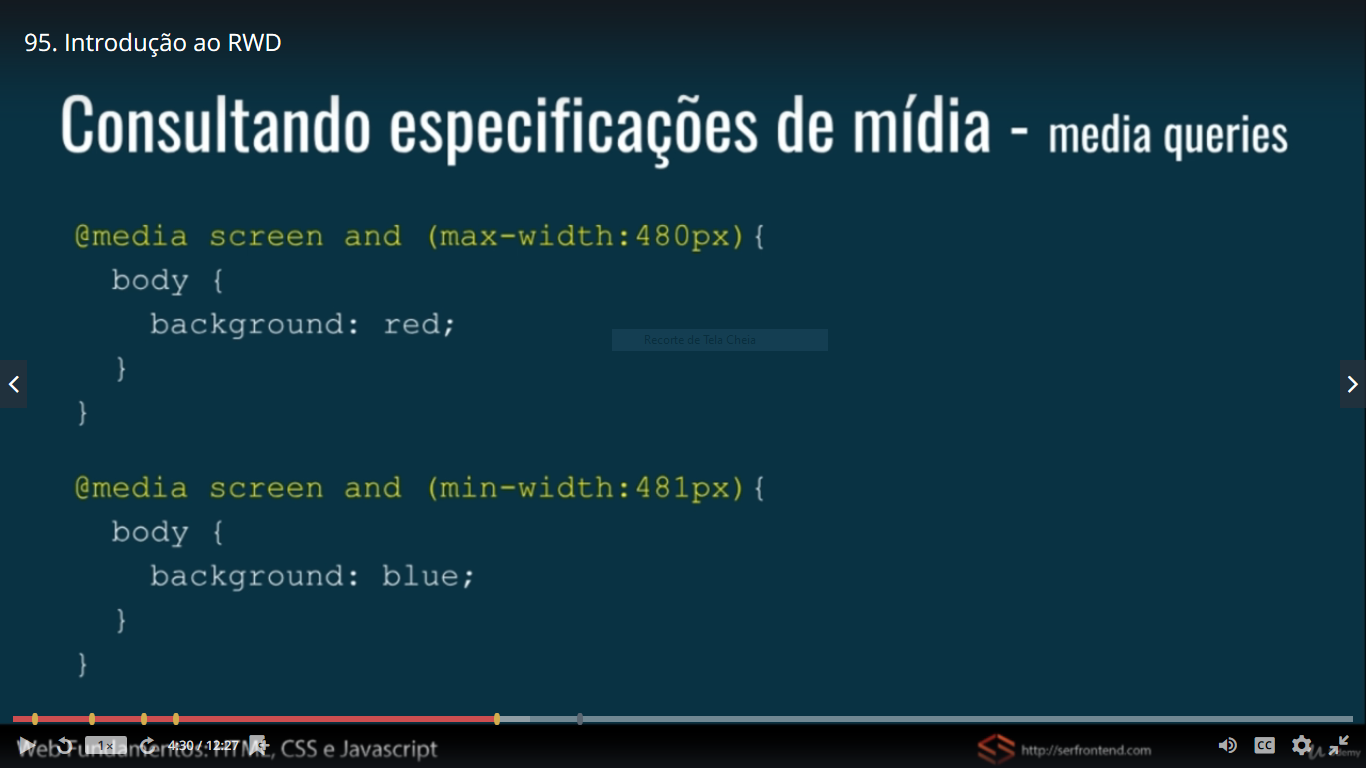 95. Introdução ao RWD
Consultando especificações de mídia - media queries
@media screen and (max-width:480px){
body {
background: red;
}
}
Recorte de Tela Cheia
@media screen and (min-width:481px){
body {
background: blue;
}
}
1x
4:30 / 12:27
Web Fundamentos: HTML, CSS e Javascript
http://serfrontend.com
CC